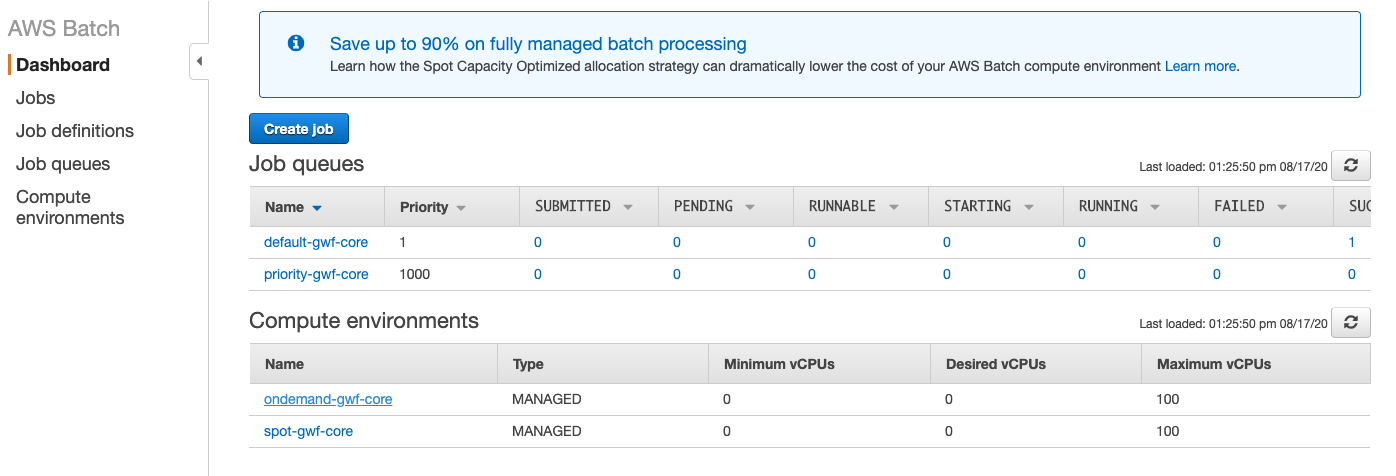 AWS Batch
Dashboard
Jobs
Job definitions
Job queues
Compute
environments
Save up to 90% on fully managed batch processing
Learn how the Spot Capacity Optimized allocation strategy can dramatically lower the cost of your AWS Batch compute environment Learn more.
Create job
Job queues
Last loaded: 01:25:50 pm 08/17/20
Name Priority SUBMITTED PENDING RUNNABLE STARTING RUNNING FAILED SUC
default-gwf-core 1 0 0 0 0 0 0 1
priority-gwf-core 1000 0 0 0 0 0 0 0
Compute environments
Last loaded: 01:25:50 pm 08/17/20
Name Type Minimum vCPUs Desired vCPUs Maximum vCPUs
ondemand-gwf-core MANAGED 0 0 100
spot-gwf-core MANAGED 0 0 100